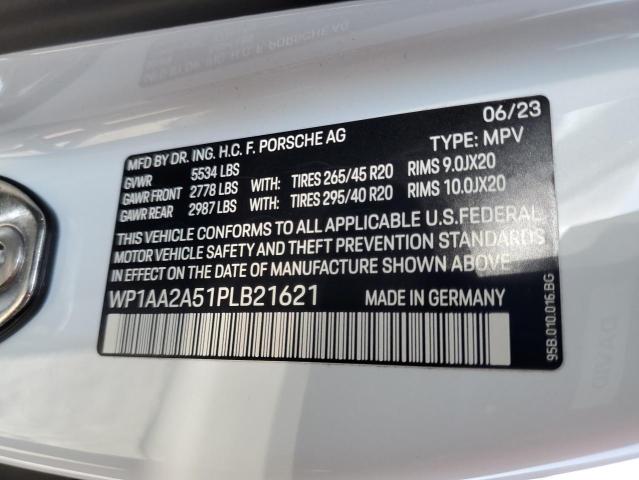 06/23
MFD BY DR. ING. H.C. F. PORSCHE AG
TYPE: MPV
GVWR 5534 LBS
GAWR FRONT 2778 LBS WITH: TIRES 265/45 R20 RIMS 9.0JX20
GAWR REAR 2987 LBS WITH: TIRES 295/40 R20 RIMS 10.0JX20
THIS VEHICLE CONFORMS TO ALL APPLICABLE U.S.FEDERAL
MOTOR VEHICLE SAFETY AND THEFT PREVENTION STANDARDS
IN EFFECT ON THE DATE OF MANUFACTURE SHOWN ABOVE.
WP1AA2A51PLB21621 MADE IN GERMANY
95B.010.016.BG